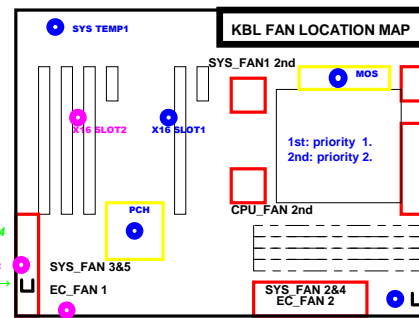 KBL FAN LOCATION MAP
SYS TEMP1
SYS_FAN1 2nd
MOS
X16 SLOT2
X16 SLOT1
1st: priority 1.
2nd: priority 2.
PCH
CPU_FAN 2nd
4
SYS_FAN 3&5
EC_FAN 1
SYS_FAN 2&4
EC_FAN 2